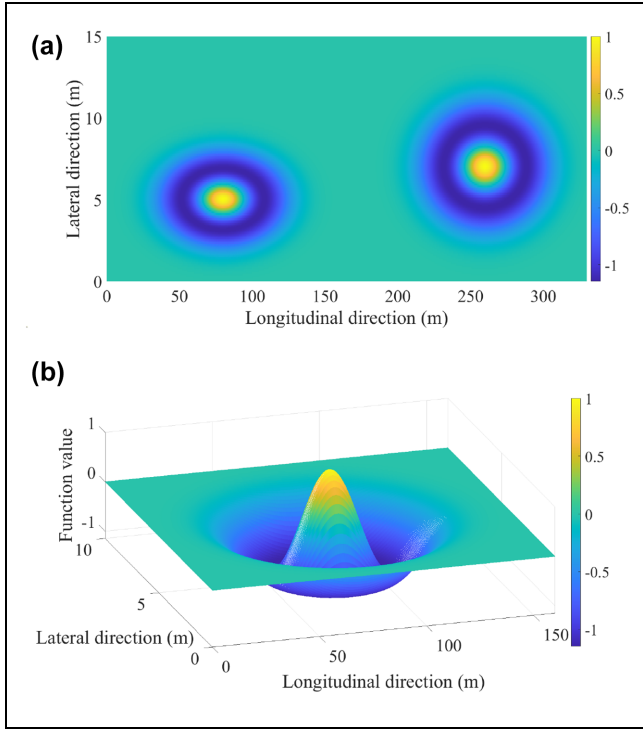 (a)
Lateral direction (m)
15
10
5
0
0 50 100 150 200 250 300
Longitudinal direction (m)
1
0.5
0
-0.5
-1
(b)
Function value
1
0
-1
10
5
0
Lateral direction (m)
0 50 100 150
Longitudinal direction (m)
1
0.5
0
-0.5
-1